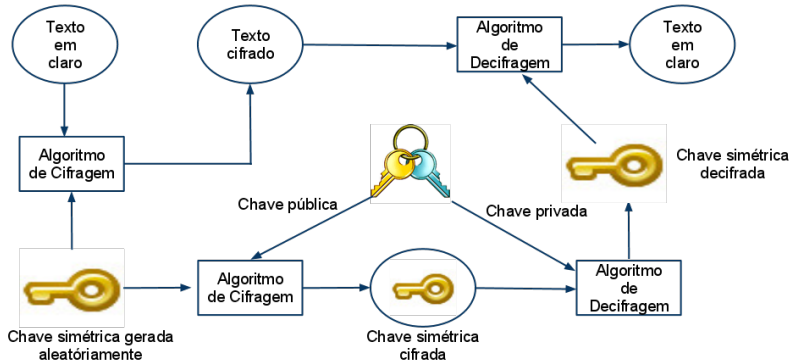 Texto
em
claro
Texto
cifrado
Algoritmo
de
Decifragem
Texto
em
claro
Algoritmo
de Cifragem
Chave simétrica
decifrada
Chave pública
Chave privada
Algoritmo
de Cifragem
Algoritmo
de
Decifragem
Chave simétrica gerada
aleatóriamente
Chave simétrica
cifrada